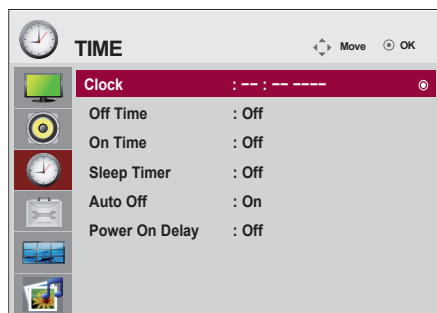 TIME Move OK
Clock : -- : -- ----
Off Time : Off
On Time : Off
Sleep Timer : Off
Auto Off : On
Power On Delay : Off